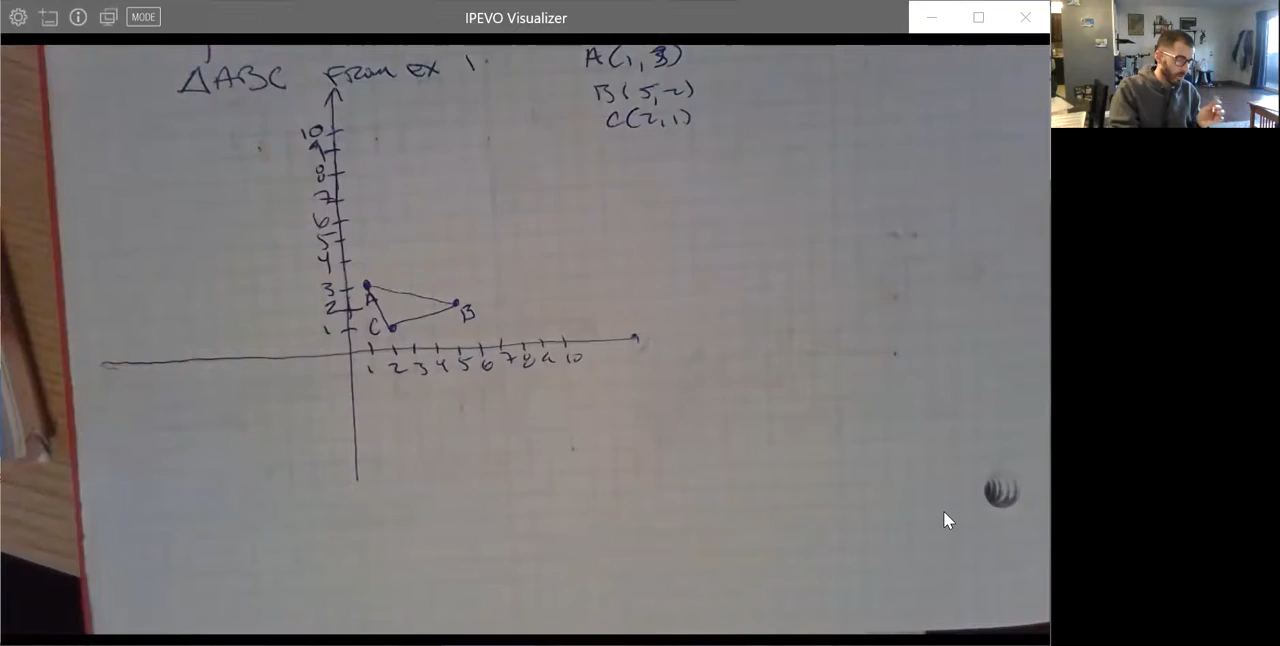 MODE
IPEVO Visualizer
△ABC FROM EX 1.
A(1, 3)
B(5, 2)
C(2, 1)
10
9
8
7
6
5
4
3
2
1
A
B
C
1 2 3 4 5 6 7 8 9 10